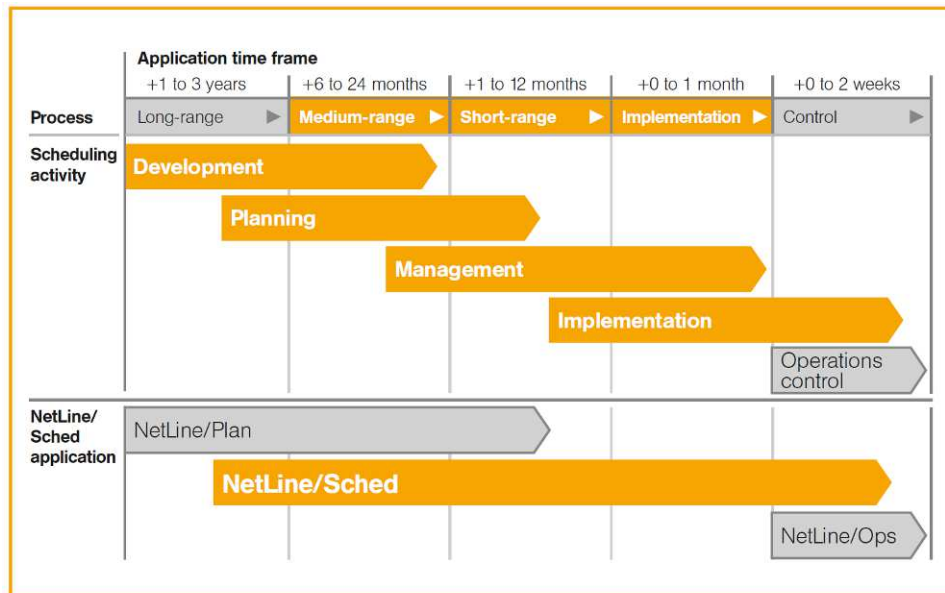 Application time frame
+1 to 3 years +6 to 24 months +1 to 12 months +0 to 1 month +0 to 2 weeks
Process Long-range Medium-range Short-range Implementation Control
Scheduling
activity
Development
Planning
Management
Implementation
Operations
control
NetLine/
Sched
application
NetLine/Plan
NetLine/Sched
NetLine/Ops